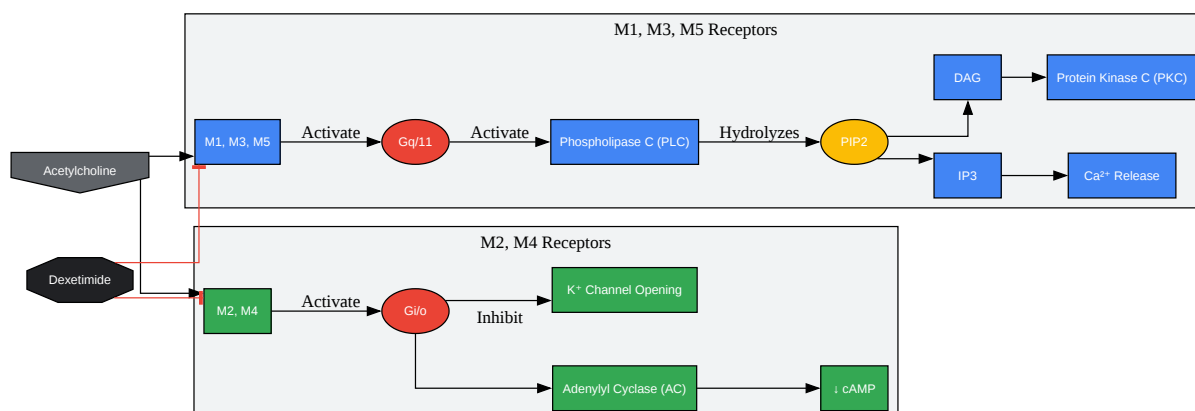 M1, M3, M5 Receptors
DAG
Protein Kinase C (PKC)
M1, M3, M5
Activate
Gq/11
Activate
Phospholipase C (PLC)
Hydrolyzes
PIP2
Acetylcholine
IP3
Ca²⁺ Release
M2, M4 Receptors
Dexetimide
M2, M4
Activate
Gi/o
K⁺ Channel Opening
Inhibit
Adenylyl Cyclase (AC)
↓ cAMP